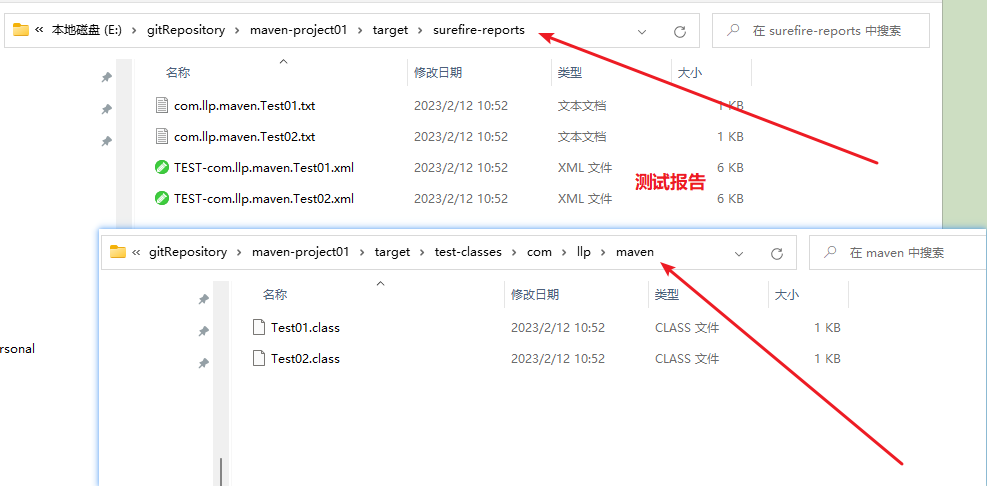 « 本地磁盘 (E:) › gitRepository › maven-project01 › target › surefire-reports 在 surefire-reports 中搜索
名称 修改日期 类型 大小
com.llp.maven.Test01.txt 2023/2/12 10:52 文本文档 1 KB
com.llp.maven.Test02.txt 2023/2/12 10:52 文本文档 1 KB
TEST-com.llp.maven.Test01.xml 2023/2/12 10:52 XML 文件 6 KB
测试报告
TEST-com.llp.maven.Test02.xml 2023/2/12 10:52 XML 文件 6 KB
« gitRepository › maven-project01 › target › test-classes › com › llp › maven 在 maven 中搜索
名称 修改日期 类型 大小
Test01.class 2023/2/12 10:52 CLASS 文件 1 KB
rsonal
Test02.class 2023/2/12 10:52 CLASS 文件 1 KB